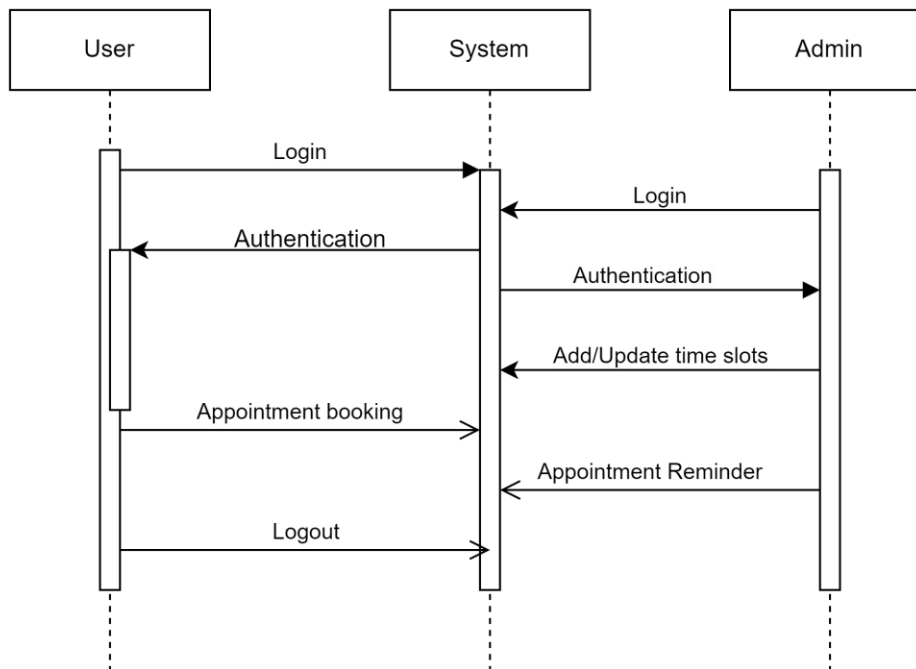 User
System
Admin
Login
Login
Authentication
Authentication
Add/Update time slots
Appointment booking
Appointment Reminder
Logout